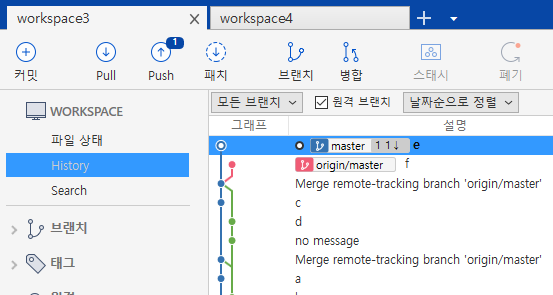 workspace3
workspace4
커밋
Pull
1
Push
패치
브랜치
병합
스태시
폐기
WORKSPACE
파일 상태
History
Search
브랜치
태그
모든 브랜치
원격 브랜치
날짜순으로 정렬
그래프
설명
master 1 1↓ e
origin/master f
Merge remote-tracking branch 'origin/master'
c
d
no message
Merge remote-tracking branch 'origin/master'
a